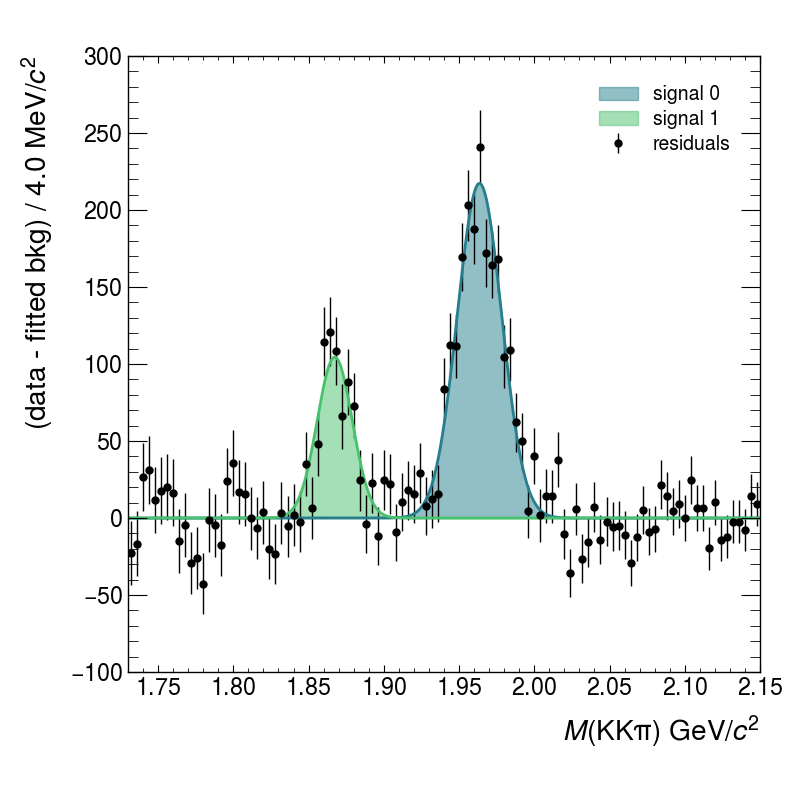 (data - fitted bkg) / 4.0 MeV/c²
300
250
200
150
100
50
0
−50
−100
signal 0
signal 1
residuals
1.75 1.80 1.85 1.90 1.95 2.00 2.05 2.10 2.15
M(KKπ) GeV/c²